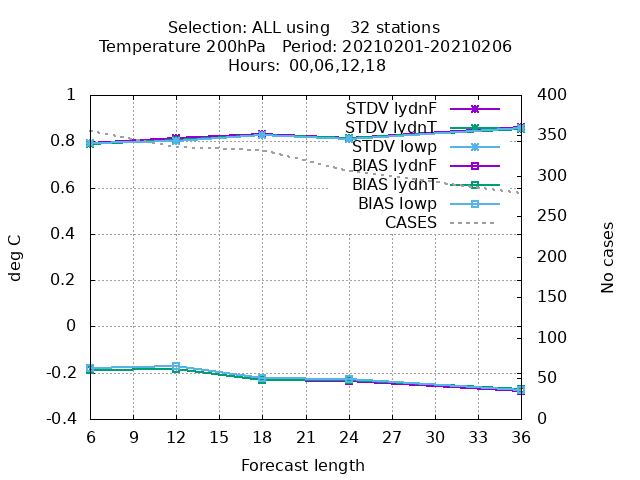 Selection: ALL using    32 stations
Temperature 200hPa   Period: 20210201-20210206
Hours: 00,06,12,18
STDV lydnF
STDV lydnT
STDV lowp
BIAS lydnF
BIAS lydnT
BIAS lowp
CASES
1
0.8
0.6
0.4
0.2
0
-0.2
-0.4
deg C
400
350
300
250
200
150
100
50
0
No cases
6 9 12 15 18 21 24 27 30 33 36
Forecast length